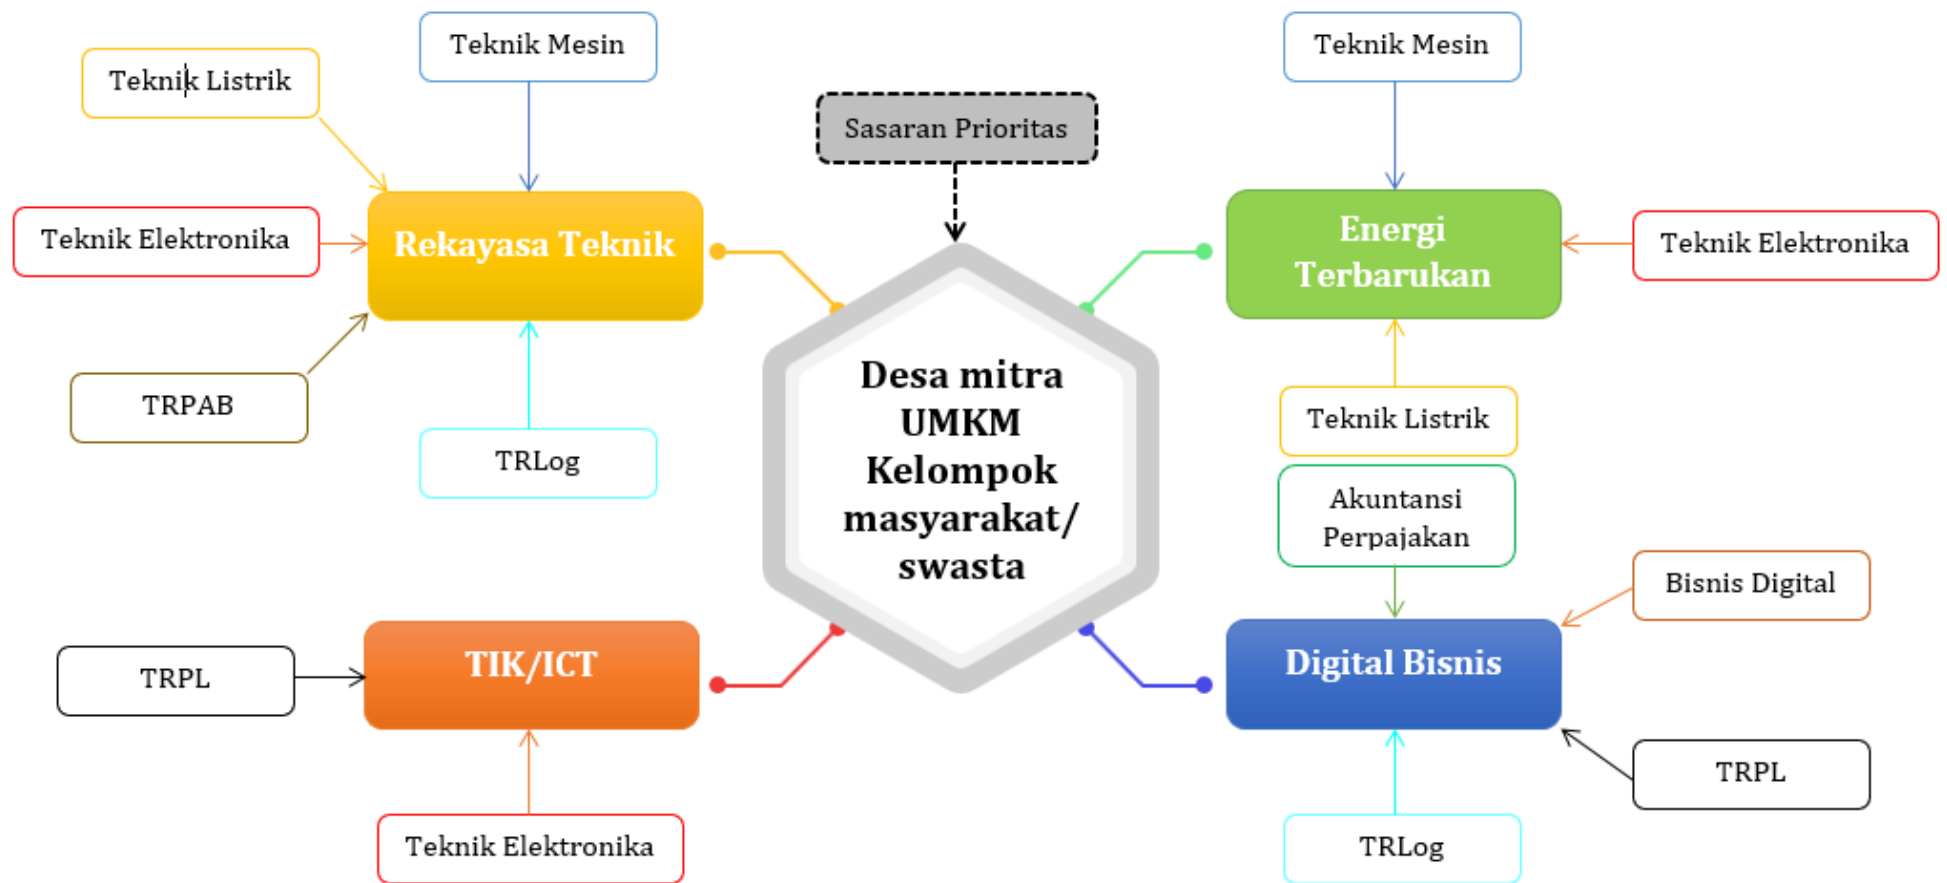 Teknik Mesin
Teknik Listrik
Teknik Elektronika
Rekayasa Teknik
TRPAB
TRLog
Sasaran Prioritas
Teknik Mesin
Energi
Terbarukan
Teknik Elektronika
Teknik Listrik
Desa mitra
UMKM
Kelompok
masyarakat/
swasta
TRPL
TIK/ICT
Teknik Elektronika
Akuntansi
Perpajakan
Bisnis Digital
Digital Bisnis
TRPL
TRLog